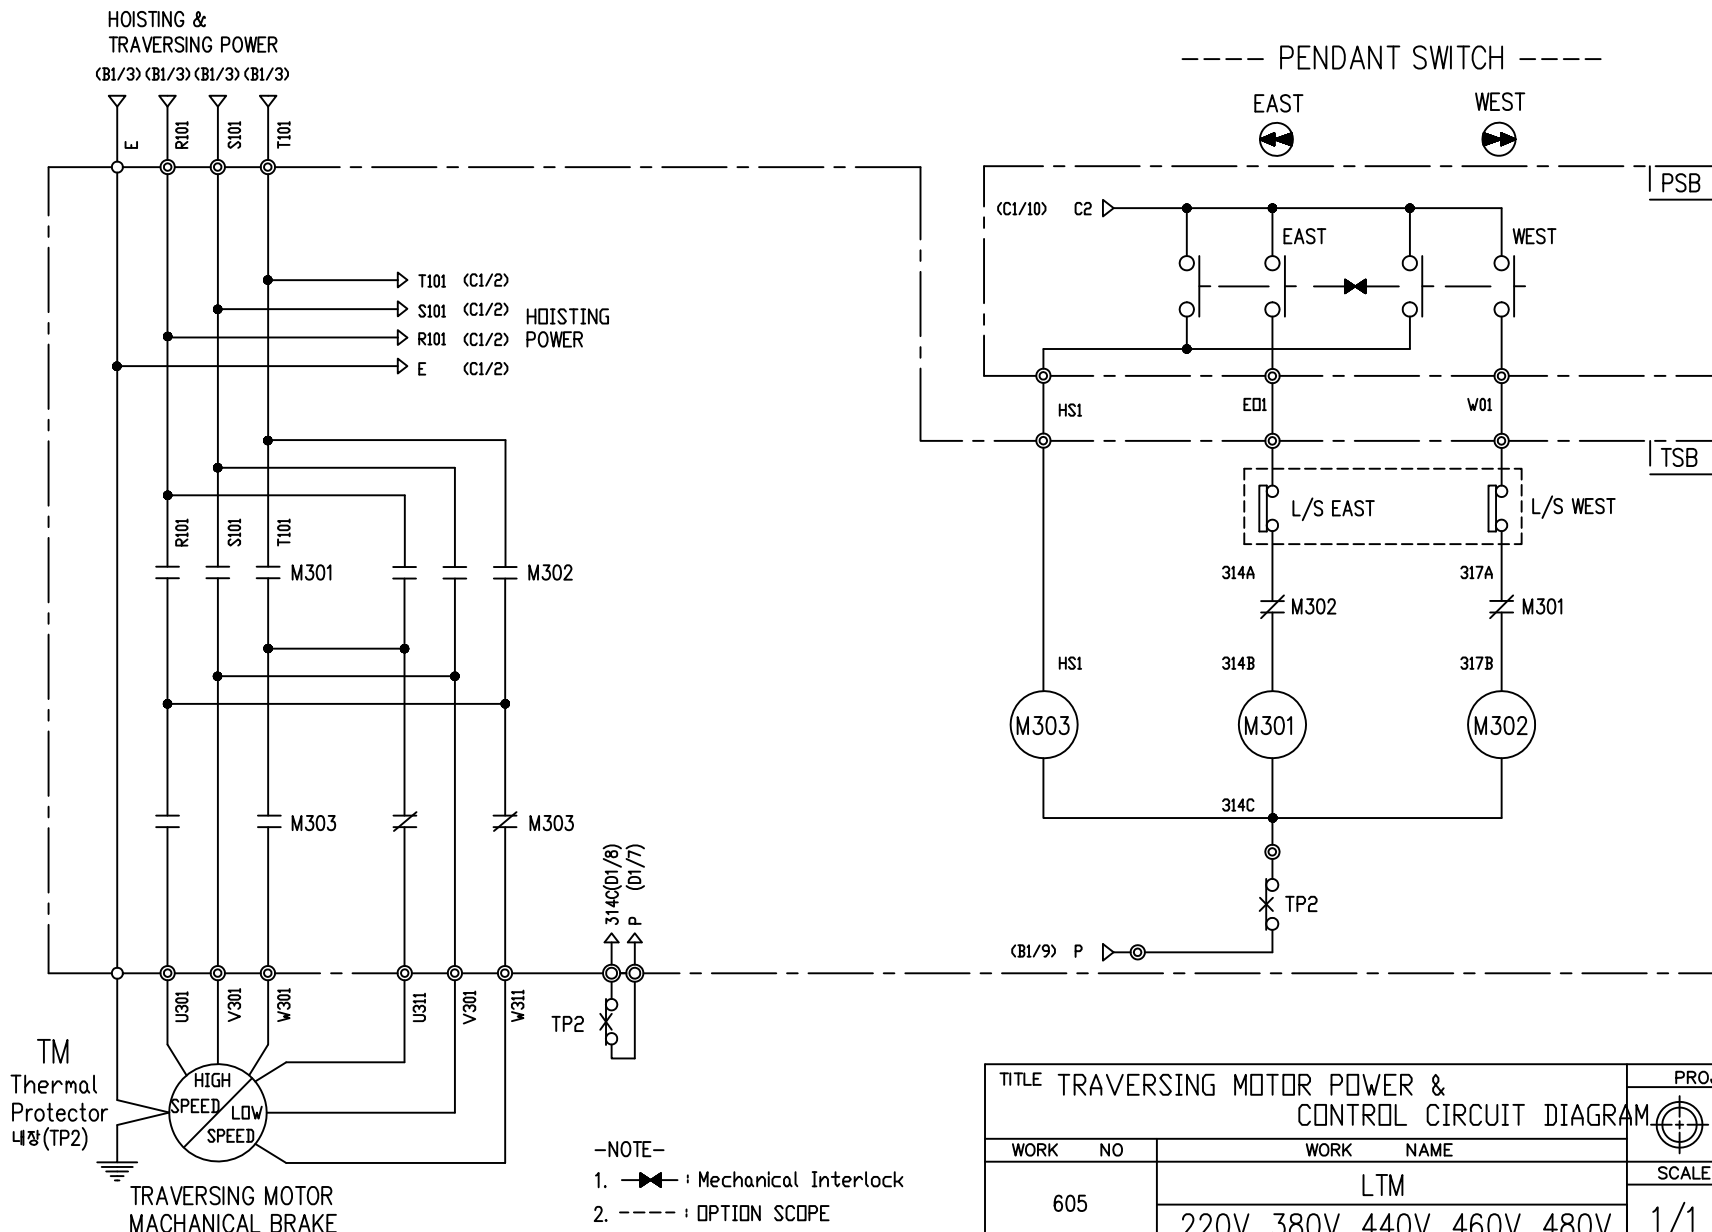 HOISTING &
TRAVERSING POWER
(B1/3) (B1/3) (B1/3) (B1/3)
E
R101
S101
T101
---- PENDANT SWITCH ----
EAST
WEST
PSB
(C1/10) C2
EAST
WEST
T101 (C1/2)
S101 (C1/2)
R101 (C1/2)
E (C1/2)
HOISTING
POWER
HS1
E01
W01
TSB
L/S EAST
L/S WEST
R101
S101
T101
M301
M302
314A
317A
M302
M301
HS1
314B
317B
M303
M301
M302
314C
M303
M303
314C(D1/8)
P (D1/7)
TP2
(B1/9) P
U301
V301
W301
U311
V301
W311
TP2
TM
Thermal
Protector
내장(TP2)
HIGH
SPEED
LOW
SPEED
TRAVERSING MOTOR
MACHANICAL BRAKE
-NOTE-
1. : Mechanical Interlock
2. ---- : OPTION SCOPE
TITLE TRAVERSING MOTOR POWER &
CONTROL CIRCUIT DIAGRAM
PROJ
WORK NO
WORK NAME
SCALE
605
LTM
220V, 380V, 440V, 460V, 480V
1/1